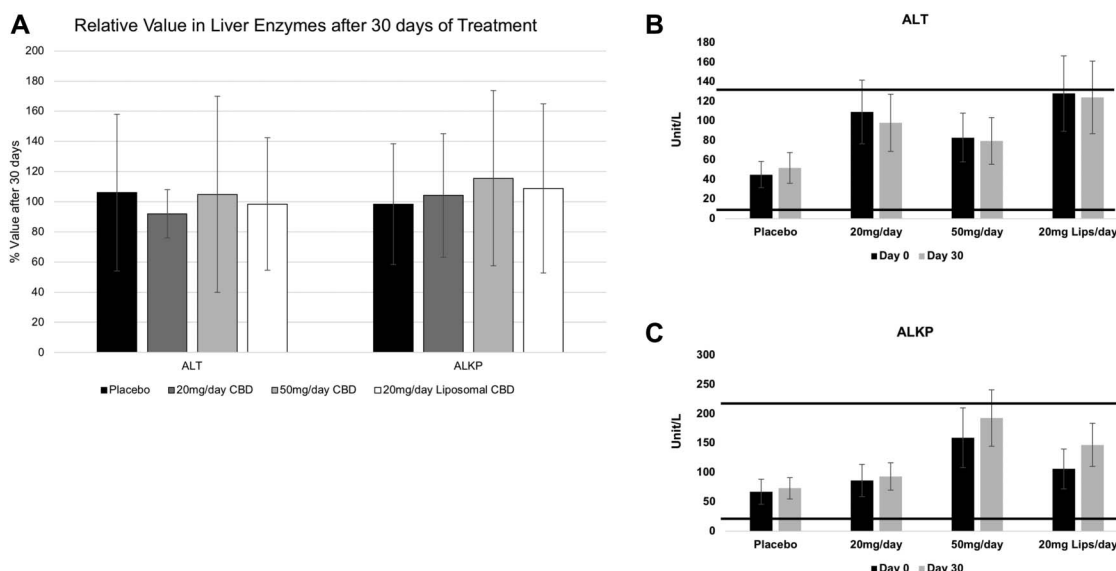 A
Relative Value in Liver Enzymes after 30 days of Treatment
% Value after 30 days
200
180
160
140
120
100
80
60
40
20
0
ALT
ALKP
Placebo
20mg/day CBD
50mg/day CBD
20mg/day Liposomal CBD
B
ALT
Unit/L
180
160
140
120
100
80
60
40
20
0
Placebo
20mg/day
50mg/day
20mg Lips/day
Day 0
Day 30
C
ALKP
Unit/L
300
250
200
150
100
50
0
Placebo
20mg/day
50mg/day
20mg Lips/day
Day 0
Day 30